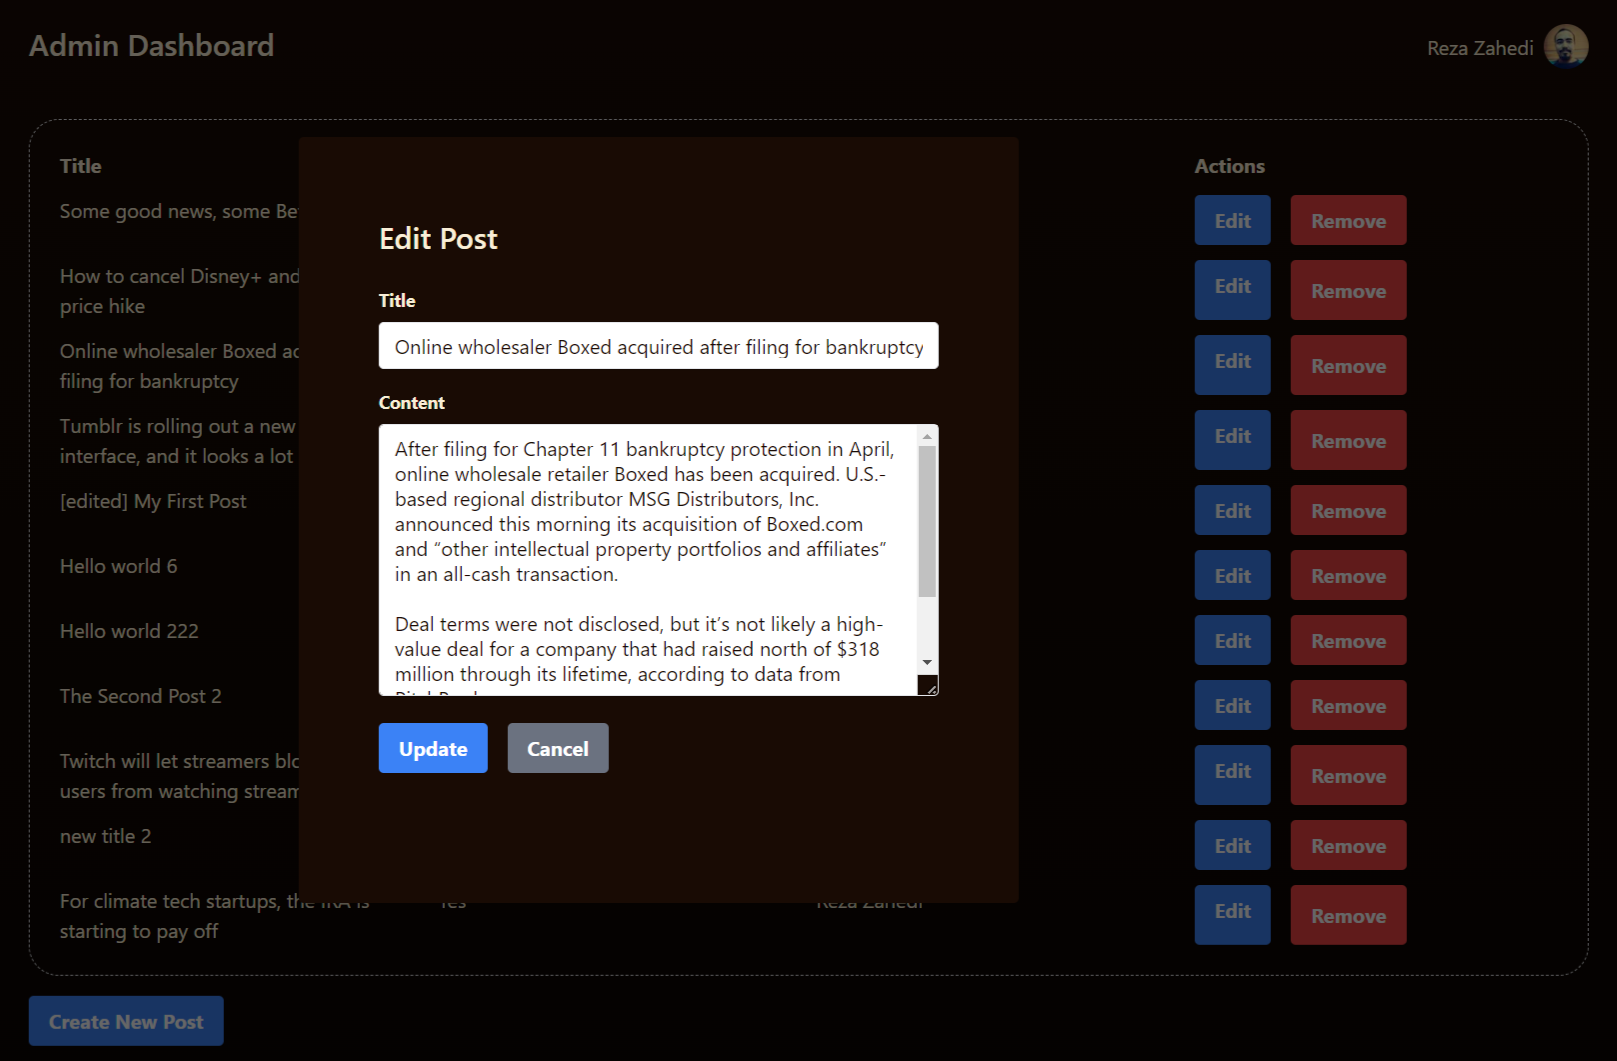 Admin Dashboard
Reza Zahedi
Title
Actions
Some good news, some
Edit Remove
How to cancel Disney+ and
price hike
Edit Remove
Online wholesaler Boxed
filing for bankruptcy
Edit Remove
Tumblr is rolling out a new
interface, and it looks a lot
Edit Remove
[edited] My First Post
Edit Remove
Hello world 6
Edit Remove
Hello world 222
Edit Remove
The Second Post 2
Edit Remove
Twitch will let streamers
users from watching
Edit Remove
new title 2
Edit Remove
For climate tech startups, the IRA is
starting to pay off
Yes
Reza Zahedi
Edit Remove
Create New Post
Edit Post
Title
Online wholesaler Boxed acquired after filing for bankruptcy
Content
After filing for Chapter 11 bankruptcy protection in April,
online wholesale retailer Boxed has been acquired. U.S.-
based regional distributor MSG Distributors, Inc.
announced this morning its acquisition of Boxed.com
and “other intellectual property portfolios and affiliates”
in an all-cash transaction.
Deal terms were not disclosed, but it’s not likely a high-
value deal for a company that had raised north of $318
million through its lifetime, according to data from
Update Cancel